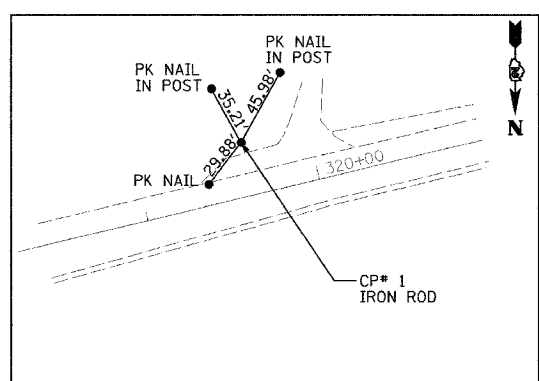 PK NAIL
IN POST
PK NAIL
IN POST
35.21'
45.98'
29.88'
PK NAIL
320+00
CP# 1
IRON ROD
N